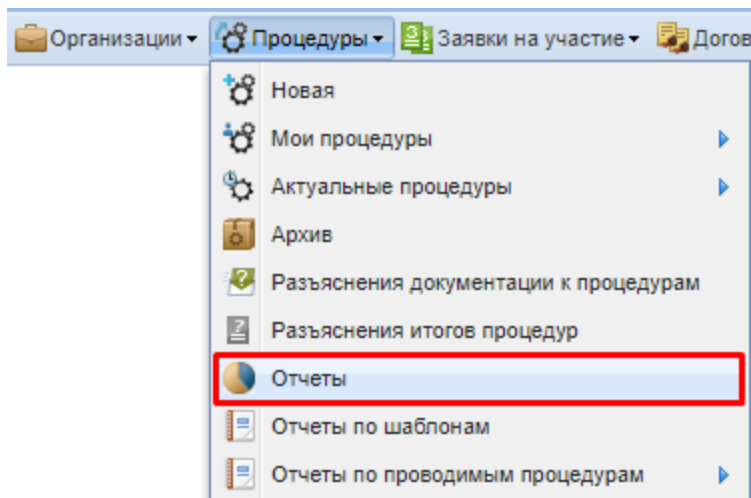 Организации Процедуры Заявки на участие Догов
Новая
Мои процедуры
Актуальные процедуры
Архив
Разъяснения документации к процедурам
Разъяснения итогов процедур
Отчеты
Отчеты по шаблонам
Отчеты по проводимым процедурам